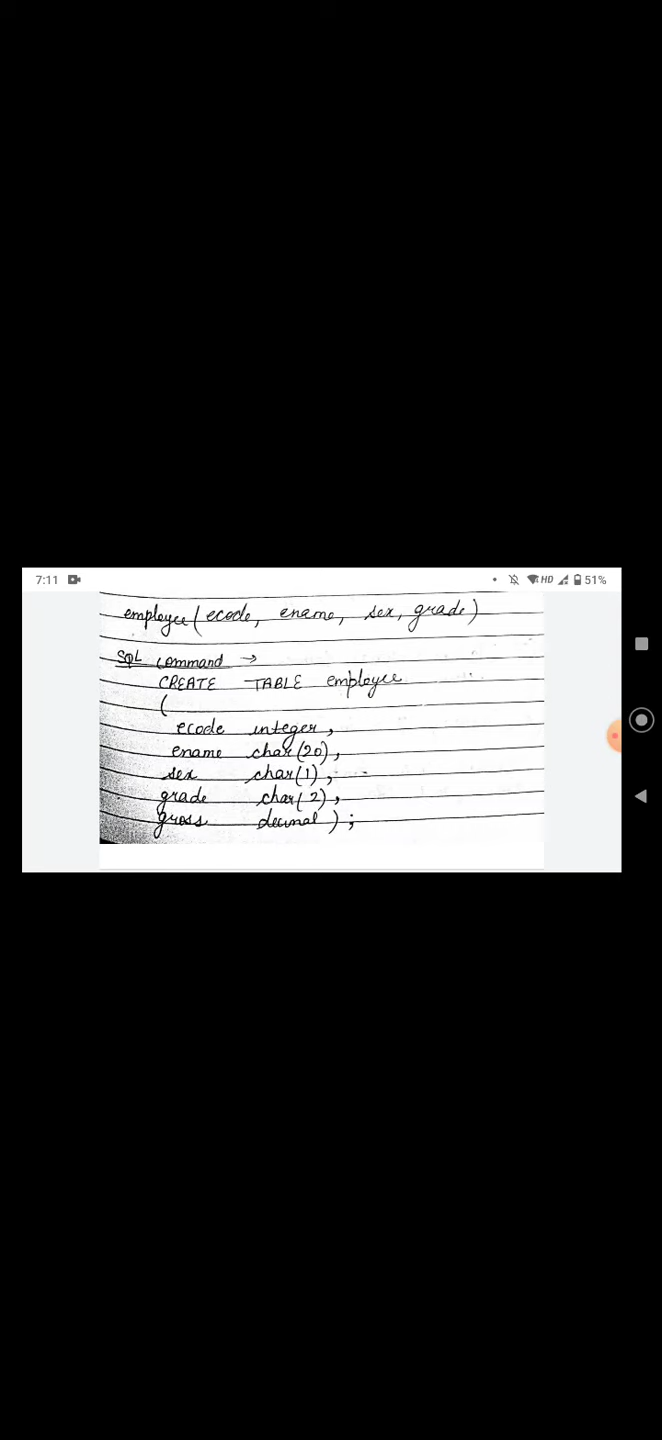 7:11
HD 51%
employee (ecode, ename, sex, grade)
SQL command →
CREATE TABLE employee
(
ecode integer,
ename char(20),
sex char(1),
grade char(2),
gross decimal);